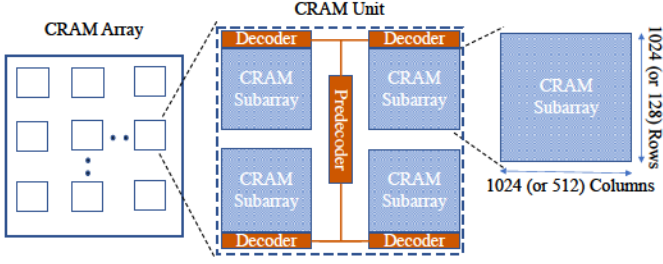 CRAM Array
CRAM Unit
Decoder
Decoder
CRAM
Subarray
CRAM
Subarray
Predecoder
CRAM
Subarray
CRAM
Subarray
Decoder
Decoder
CRAM
Subarray
1024 (or 128) Rows
1024 (or 512) Columns